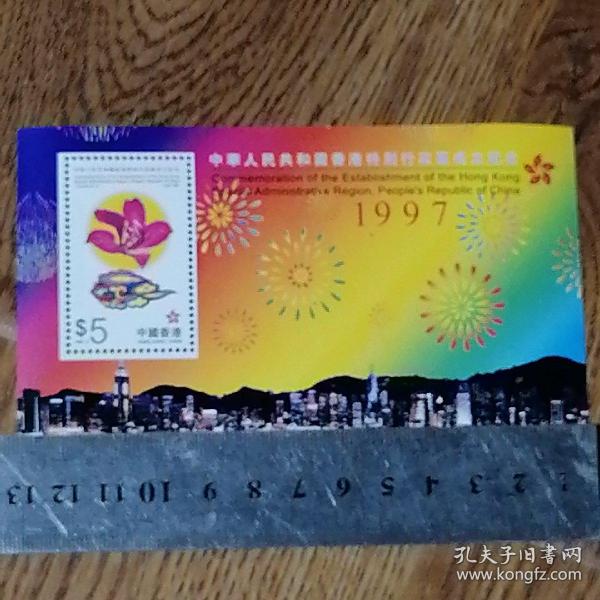 中華人民共和國香港特別行政區成立紀念
Commemoration of the Establishment of the Hong Kong
Administrative Region, People's Republic of China
1997
$5
中國香港
13 12 11 10 9 8 7 6 5 4 3 2
孔夫子旧书网
www.kongfz.com